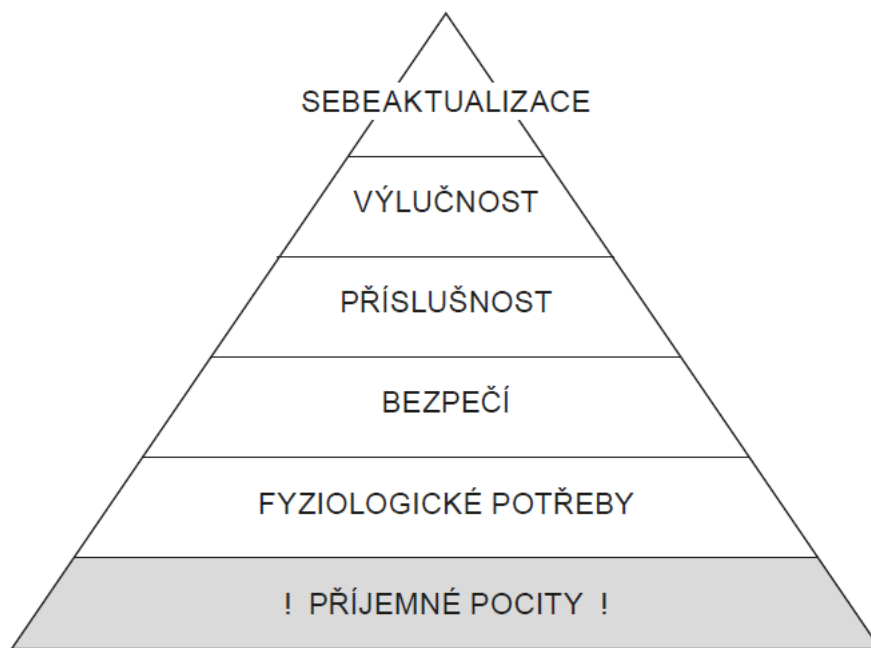 SEBEAKTUALIZACE
VÝLUČNOST
PŘÍSLUŠNOST
BEZPEČÍ
FYZIOLOGICKÉ POTŘEBY
! PŘÍJEMNÉ POCITY !